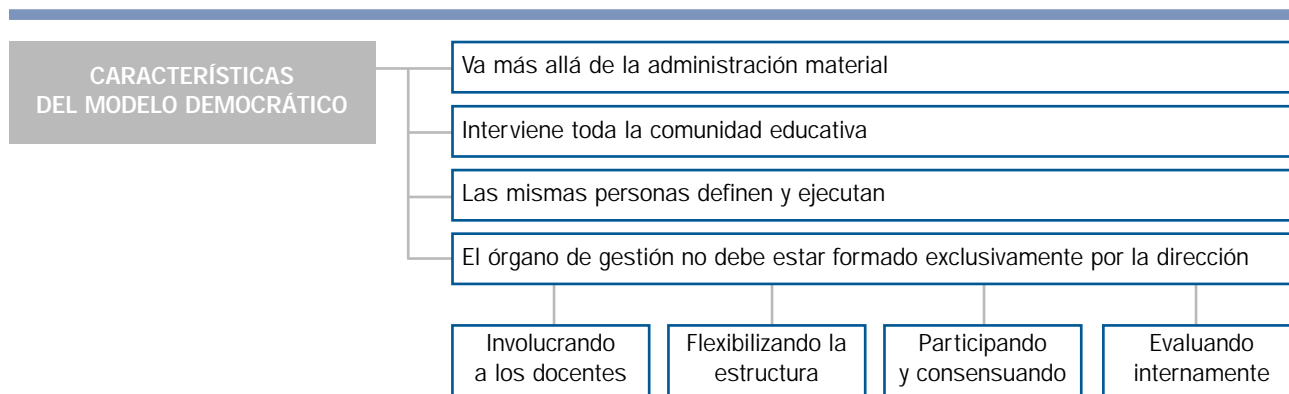 CARACTERÍSTICAS
DEL MODELO DEMOCRÁTICO
Va más allá de la administración material
Interviene toda la comunidad educativa
Las mismas personas definen y ejecutan
El órgano de gestión no debe estar formado exclusivamente por la dirección
Involucrando
a los docentes
Flexibilizando la
estructura
Participando
y consensuando
Evaluando
internamente